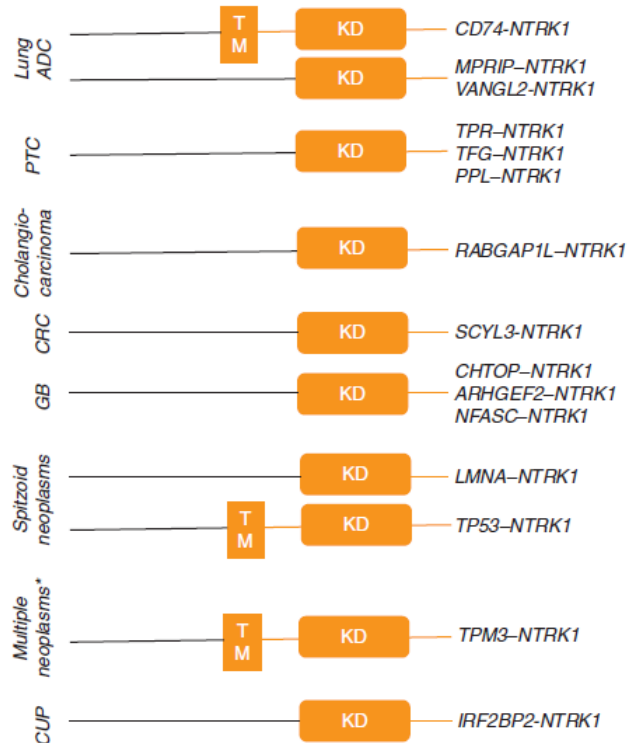 Lung
ADC
T
M
KD
CD74-NTRK1
KD
MPRIP–NTRK1
VANGL2-NTRK1
PTC
KD
TPR–NTRK1
TFG–NTRK1
PPL–NTRK1
Cholangio-
carcinoma
KD
RABGAP1L–NTRK1
CRC
KD
SCYL3-NTRK1
GB
KD
CHTOP–NTRK1
ARHGEF2–NTRK1
NFASC–NTRK1
Spitzoid
neoplasms
KD
LMNA–NTRK1
T
M
KD
TP53–NTRK1
Multiple
neoplasms*
T
M
KD
TPM3–NTRK1
CUP
KD
IRF2BP2-NTRK1